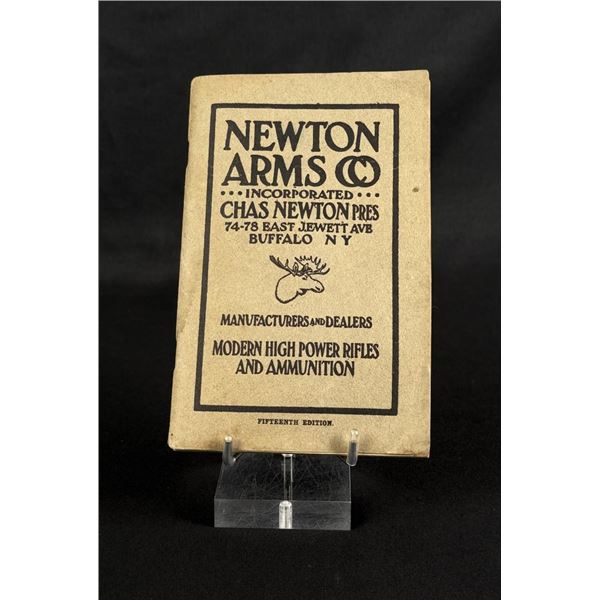 NEWTON
ARMS CO
••• INCORPORATED •••
CHAS NEWTON PRES
74-78 EAST JEWETT AVE
BUFFALO NY
MANUFACTURERS AND DEALERS
MODERN HIGH POWER RIFLES
AND AMMUNITION
FIFTEENTH EDITION.